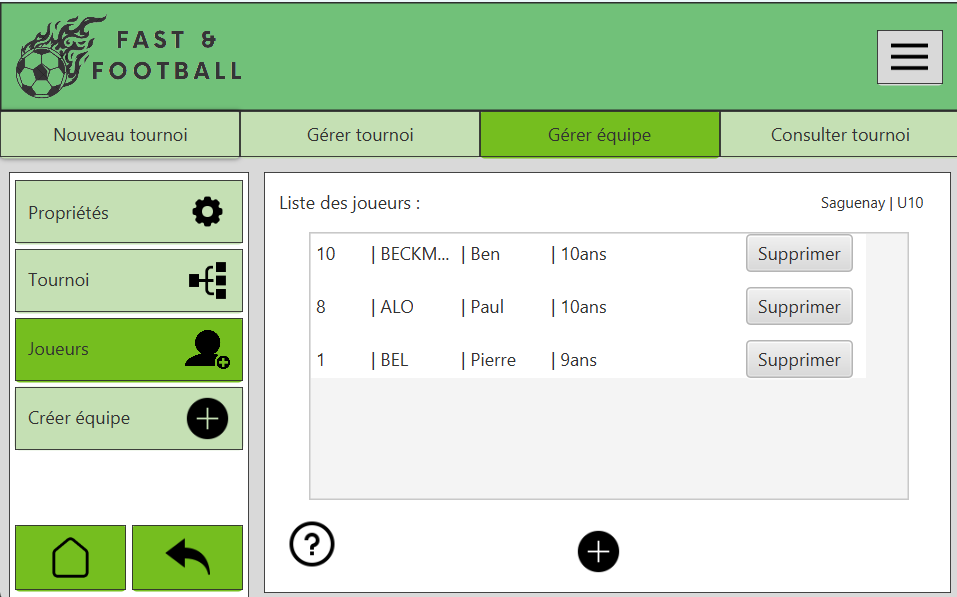 FAST &
FOOTBALL
Nouveau tournoi
Gérer tournoi
Gérer équipe
Consulter tournoi
Propriétés
Tournoi
Joueurs
Créer équipe
Liste des joueurs :
Saguenay | U10
10 | BECKM... | Ben | 10ans Supprimer
8 | ALO | Paul | 10ans Supprimer
1 | BEL | Pierre | 9ans Supprimer
?